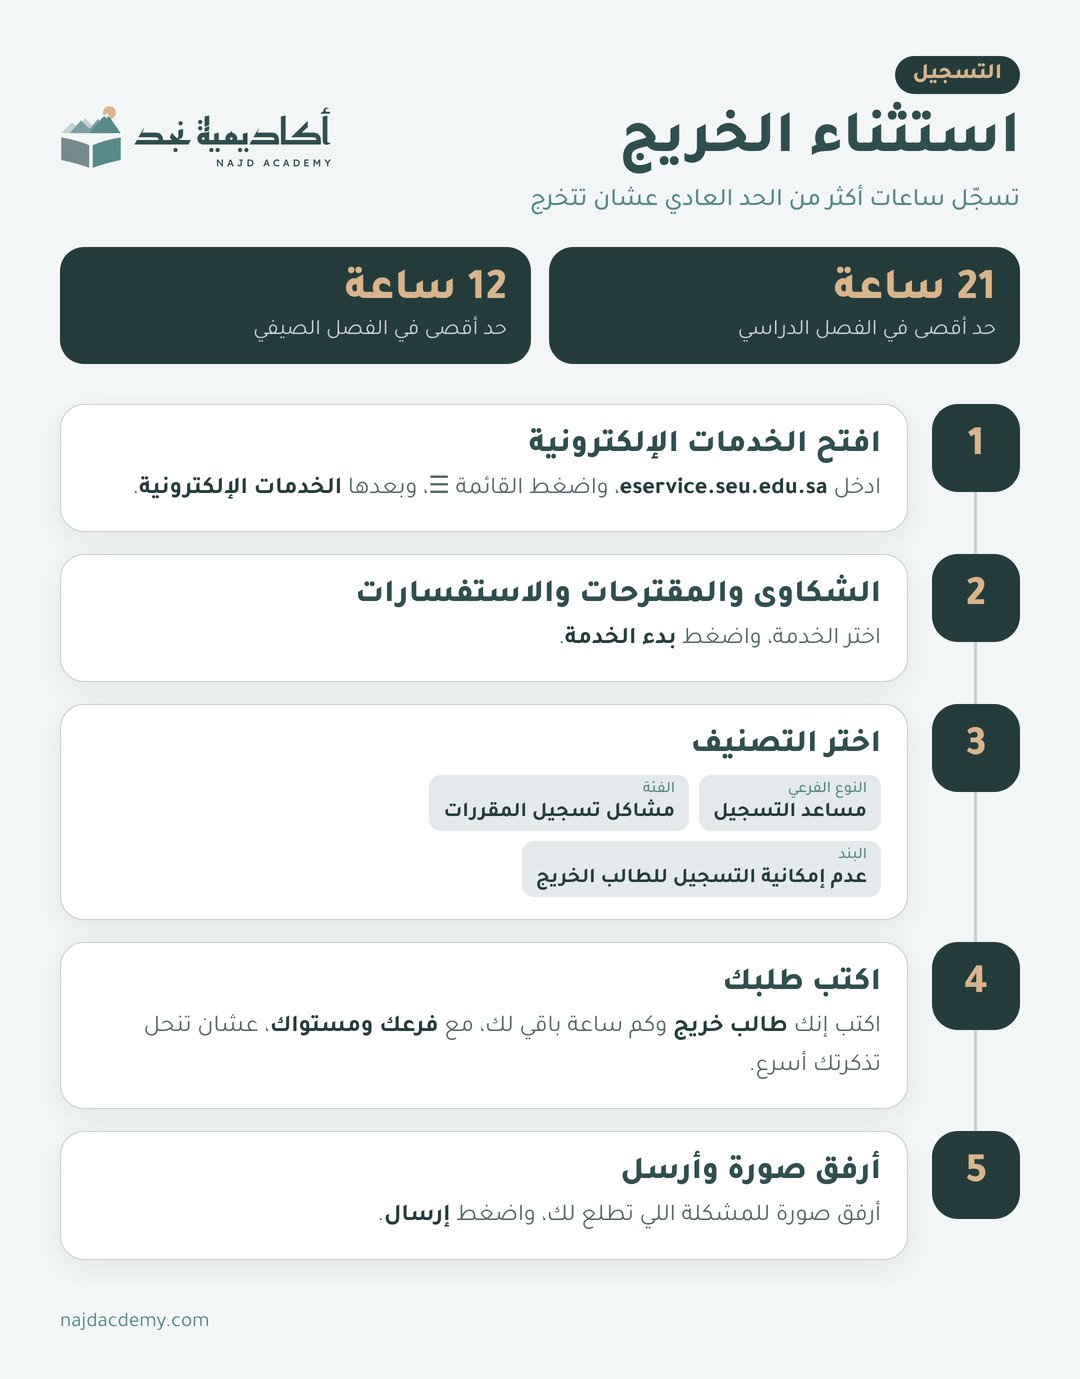 التسجيل
استثناء الخريج
تسجّل ساعات أكثر من الحد العادي عشان تتخرج
أكاديمية نجد
NAJD ACADEMY
21 ساعة
حد أقصى في الفصل الدراسي
12 ساعة
حد أقصى في الفصل الصيفي
1
افتح الخدمات الإلكترونية
ادخل eservice.seu.edu.sa، واضغط القائمة ☰، وبعدها الخدمات الإلكترونية.
2
الشكاوى والمقترحات والاستفسارات
اختر الخدمة، واضغط بدء الخدمة.
3
اختر التصنيف
النوع الفرعي
مساعد التسجيل
الفئة
مشاكل تسجيل المقررات
البند
عدم إمكانية التسجيل للطالب الخريج
4
اكتب طلبك
اكتب إنك طالب خريج وكم ساعة باقي لك، مع فرعك ومستواك، عشان تنحل
تذكرتك أسرع.
5
أرفق صورة وأرسل
أرفق صورة للمشكلة اللي تطلع لك، واضغط إرسال.
najdacdemy.com